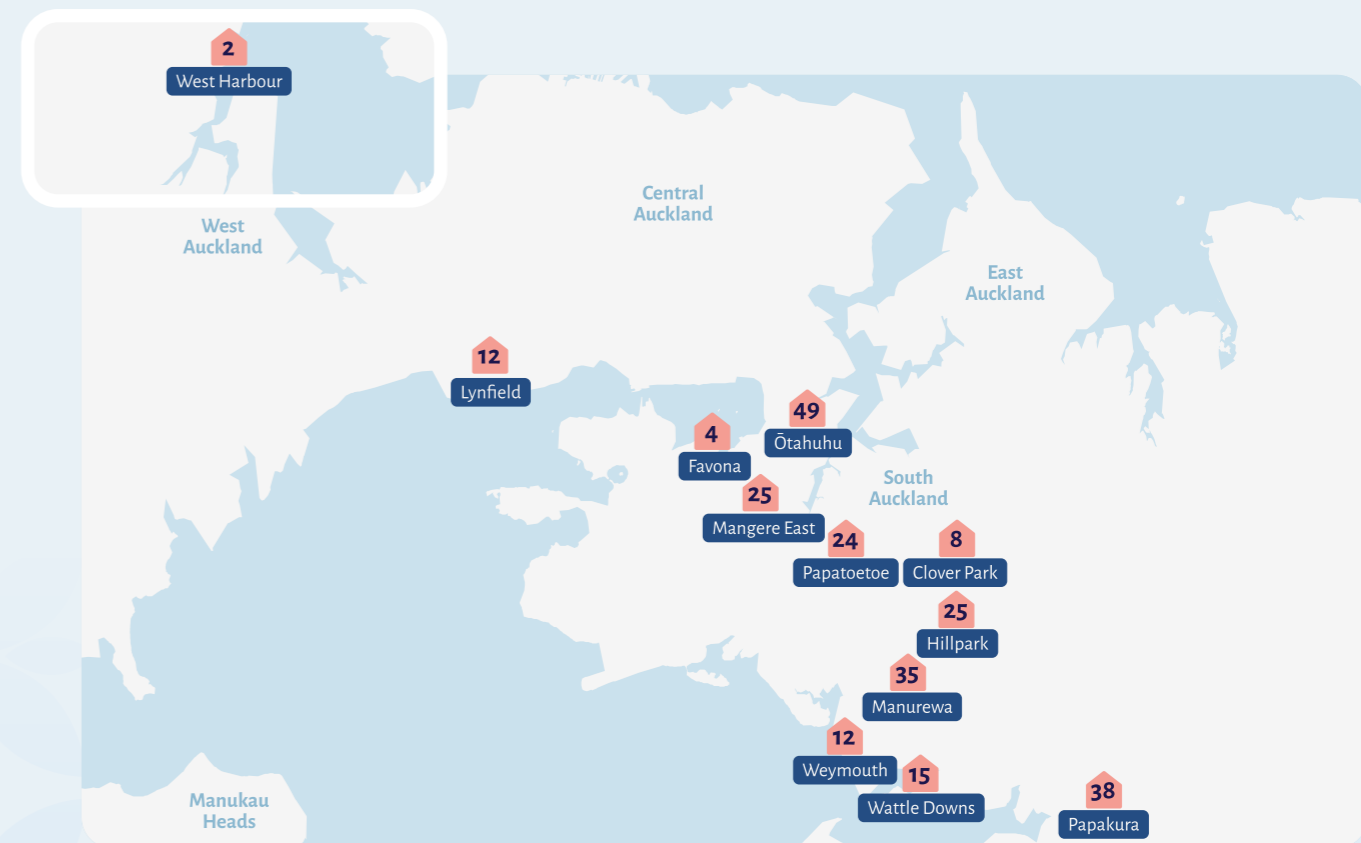 2
West Harbour
Central
Auckland
West
Auckland
East
Auckland
12
Lynfield
49
Ōtahuhu
4
Favona
South
Auckland
25
Mangere East
24
Papatoetoe
8
Clover Park
25
Hillpark
35
Manurewa
12
Weymouth
15
Wattle Downs
38
Papakura
Manukau
Heads